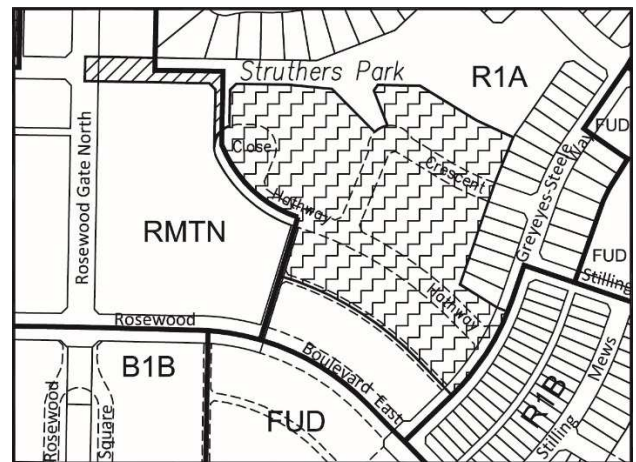 Struthers Park
R1A
FUD
Way
Close
Crescent
Greyeyes-Steele
Hathway
RMTN
Rosewood Gate North
FUD
Stilling
Hathway
Rosewood
Boulevard East
B1B
R1B
Mews
Rosewood
Square
FUD
Stilling